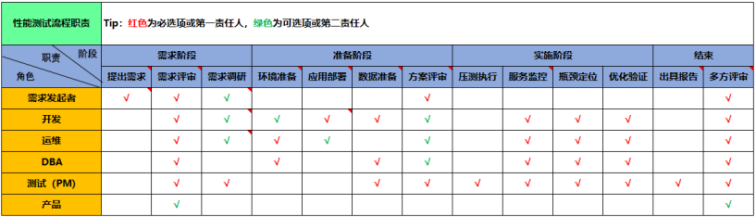 性能测试流程职责 Tip：红色为必选项或第一责任人，绿色为可选项或第二责任人
职责 阶段 需求阶段 准备阶段 实施阶段 结束
角色 提出需求 需求评审 需求调研 环境准备 应用部署 数据准备 方案评审 压测执行 服务监控 瓶颈定位 优化验证 出具报告 多方评审
需求发起者 √ √ √ √ √
开发 √ √ √ √ √ √ √ √ √ √
运维 √ √ √ √ √ √ √ √ √
DBA √ √ √ √ √ √ √ √
测试（PM） √ √ √ √ √ √ √ √ √ √
产品 √ √